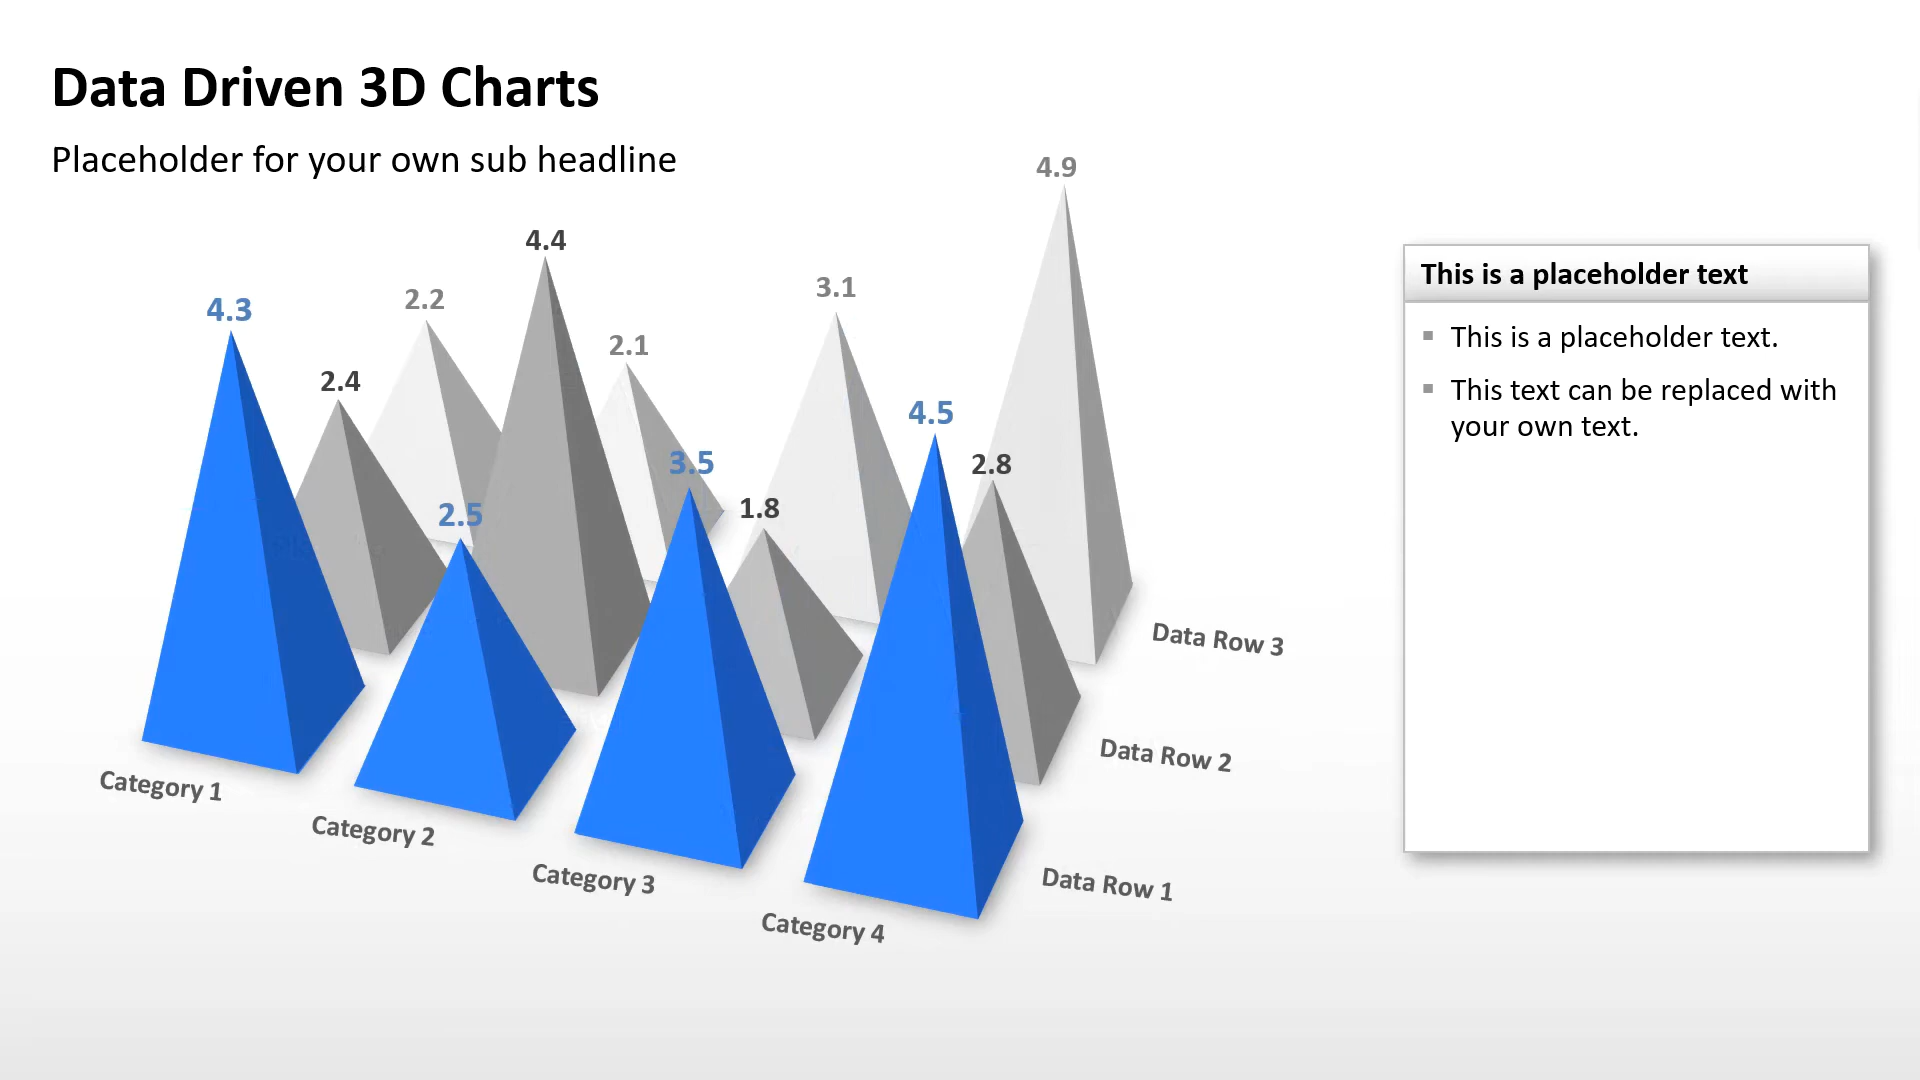 Data Driven 3D Charts
Placeholder for your own sub headline
4.9
4.4
3.1
2.2
4.3
2.1
2.4
4.5
3.5
2.8
1.8
2.5
Data Row 3
Data Row 2
Data Row 1
Category 1
Category 2
Category 3
Category 4
This is a placeholder text
▪ This is a placeholder text.
▪ This text can be replaced with
your own text.